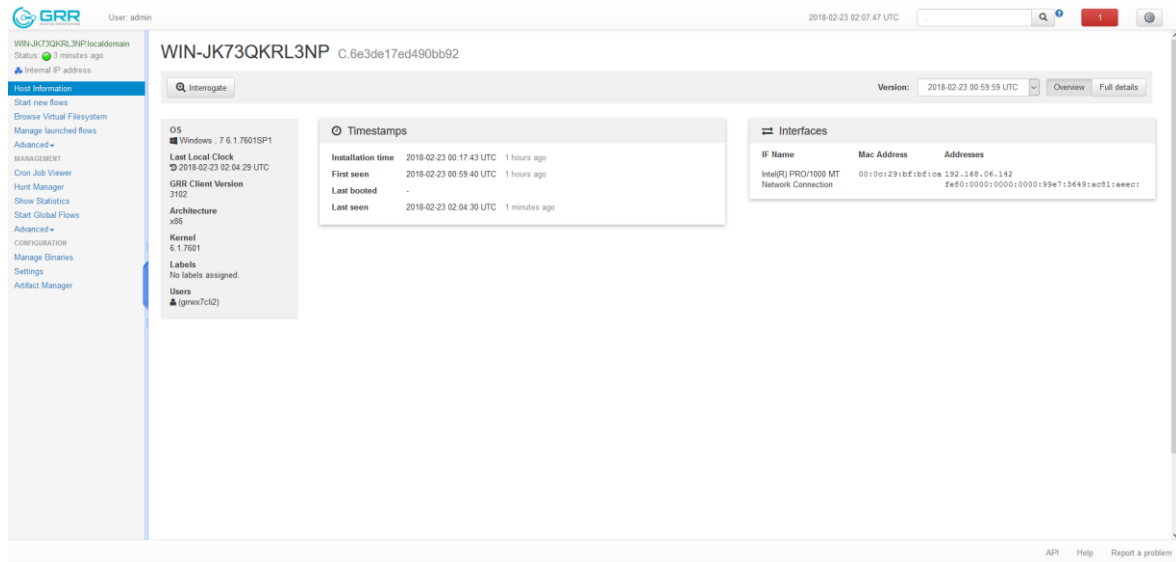 GRR
User: admin
2018-02-23 02:07:47 UTC
.
1
WIN-JK73QKRL3NP.localdomain
Status: 3 minutes ago
Internal IP address.
Host Information
Start new flows
Browse Virtual Filesystem
Manage launched flows
Advanced
MANAGEMENT
Cron Job Viewer
Hunt Manager
Show Statistics
Start Global Flows
Advanced
CONFIGURATION
Manage Binaries
Settings
Artifact Manager
WIN-JK73QKRL3NP C.6e3de17ed490bb92
Interrogate
Version: 2018-02-23 00:59:59 UTC Overview Full details
OS
Windows , 7 6.1.7601SP1
Last Local Clock
2018-02-23 02:04:29 UTC
GRR Client Version
3102
Architecture
x86
Kernel
6.1.7601
Labels
No labels assigned.
Users
Timestamps
Installation time 2018-02-23 00:17:43 UTC 1 hours ago
First seen 2018-02-23 00:59:40 UTC 1 hours ago
Last booted -
Last seen 2018-02-23 02:04:30 UTC 1 minutes ago
Interfaces
IF Name Mac Address Addresses
Intel(R) PRO/1000 MT 00:0c:29:bf:bf:ca 192.168.06.142
Network Connection fe80:0000:0000:0000:99e7:3649:ac81:aeec:
API Help Report a problem